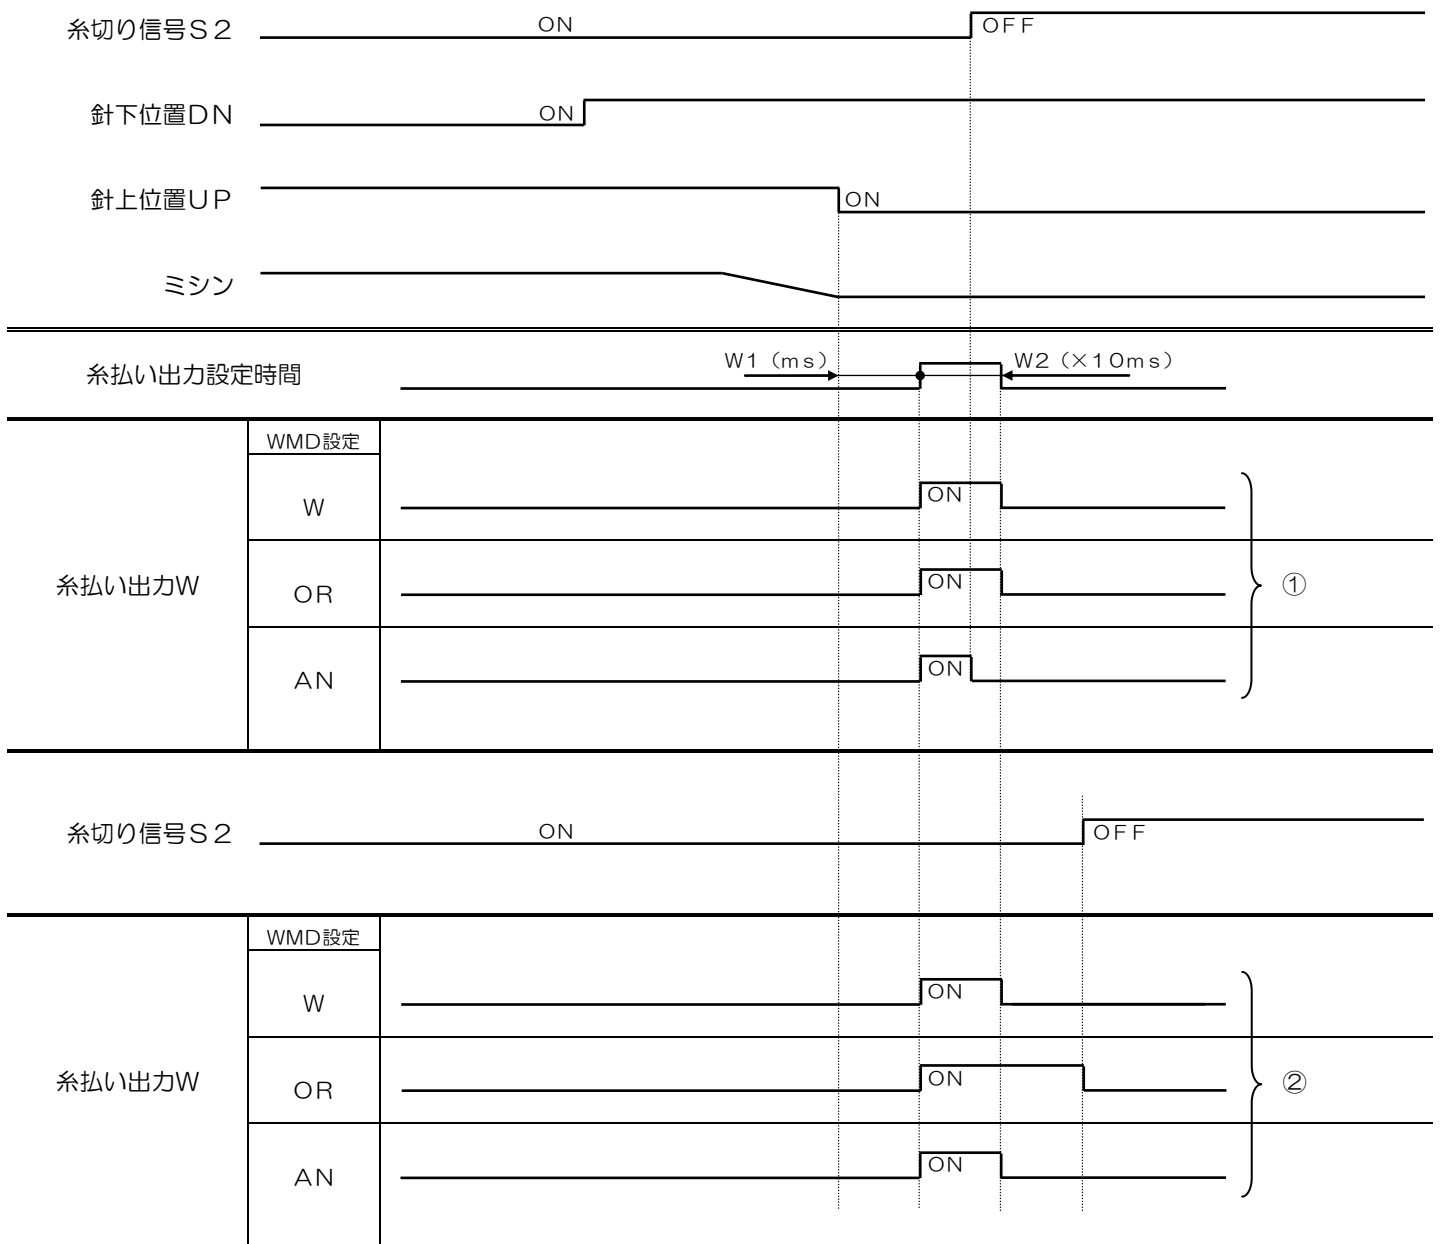 糸切り信号Ｓ２ ＯＮ ＯＦＦ
針下位置ＤＮ ＯＮ
針上位置ＵＰ ＯＮ
ミシン
糸払い出力設定時間 Ｗ１（ｍｓ） Ｗ２（×１０ｍｓ）
WMD設定
Ｗ ＯＮ
糸払い出力Ｗ ＯＲ ＯＮ ①
ＡＮ ＯＮ
糸切り信号Ｓ２ ＯＮ ＯＦＦ
WMD設定
Ｗ ＯＮ
糸払い出力Ｗ ＯＲ ＯＮ ②
ＡＮ ＯＮ